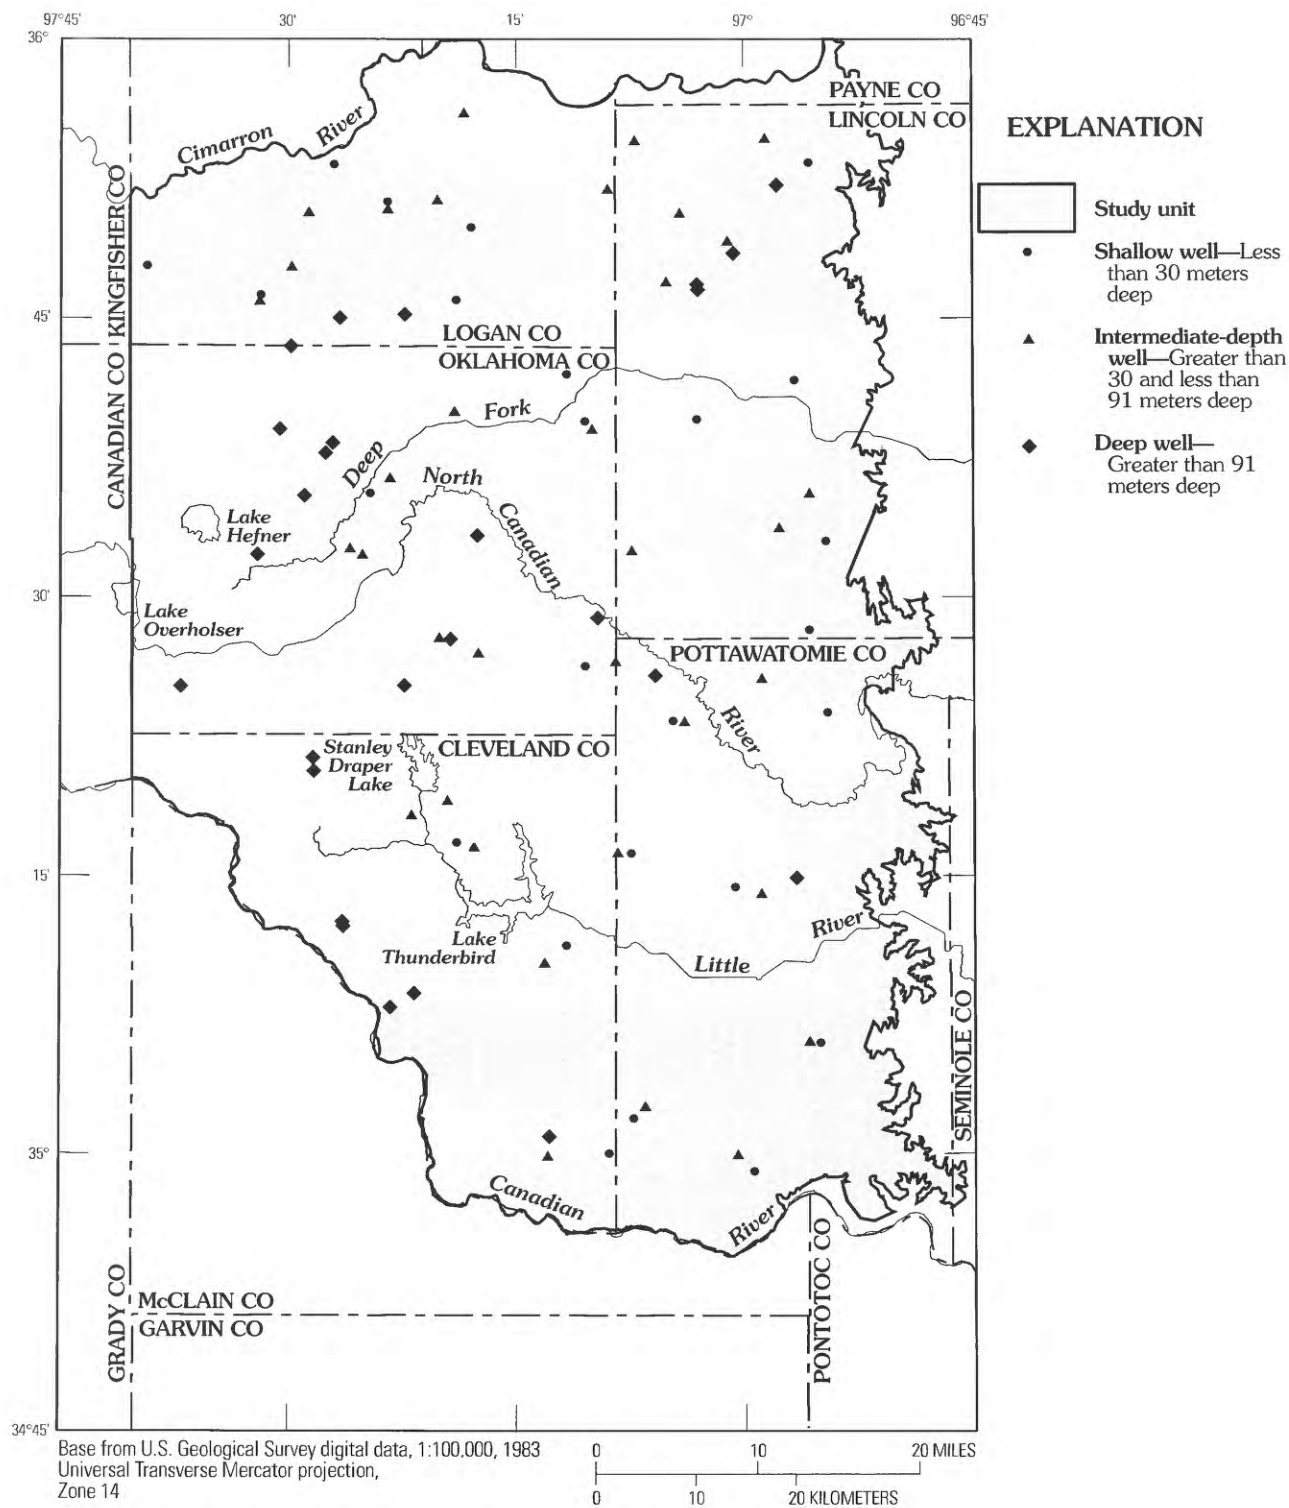 97°45'
30'
15'
97°
96°45'
36°
PAYNE CO
LINCOLN CO
EXPLANATION
Cimarron River
CANADIAN CO KINGFISHER CO
Study unit
Shallow well—Less
than 30 meters
deep
45'
LOGAN CO
OKLAHOMA CO
Intermediate-depth
well—Greater than
30 and less than
91 meters deep
Deep Fork
Deep well—
Greater than 91
meters deep
North Canadian River
Lake
Hefner
30'
Lake
Overholser
POTTAWATOMIE CO
CLEVELAND CO
Stanley
Draper
Lake
15'
Lake
Thunderbird
Little River
SEMINOLE CO
35°
Canadian River
GRADY CO
McCLAIN CO
GARVIN CO
PONTOTOC CO
34°45'
Base from U.S. Geological Survey digital data, 1:100,000, 1983
Universal Transverse Mercator projection,
Zone 14
0 10 20 MILES
0 10 20 KILOMETERS